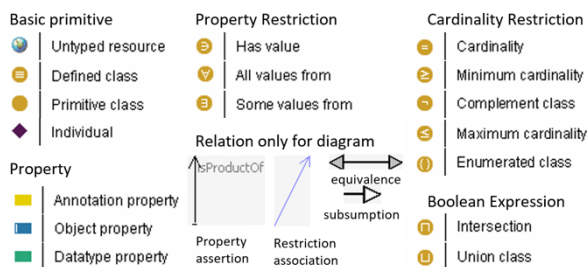 Basic primitive
Untyped resource
Defined class
Primitive class
Individual
Property
Annotation property
Object property
Datatype property
Property Restriction
∋ Has value
∀ All values from
∃ Some values from
Relation only for diagram
isProductOf
equivalence
subsumption
Property
assertion
Restriction
association
Cardinality Restriction
= Cardinality
≥ Minimum cardinality
¬ Complement class
≤ Maximum cardinality
{} Enumerated class
Boolean Expression
⊓ Intersection
⊔ Union class